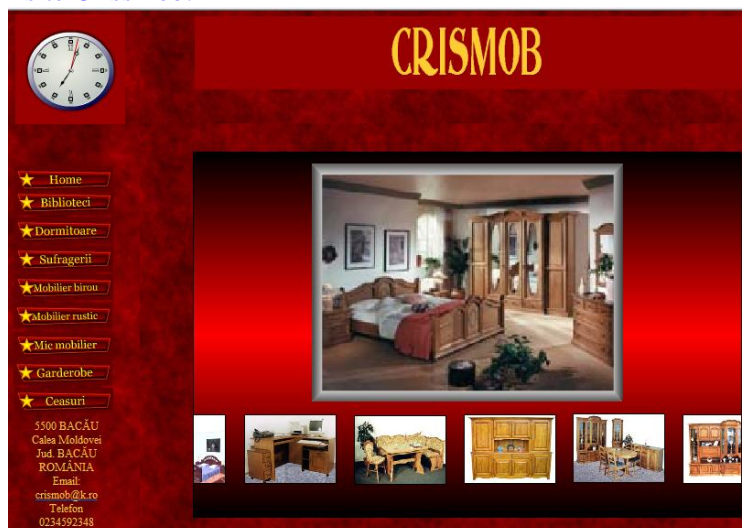 CRISMOB
Home
Biblioteci
Dormitoare
Sufragerii
Mobilier birou
Mobilier rustic
Mic mobilier
Garderobe
Ceasuri
5500 BACĂU
Calea Moldovei
Jud. BACĂU
ROMÂNIA
Email:
crismob@k.ro
Telefon
0234592348